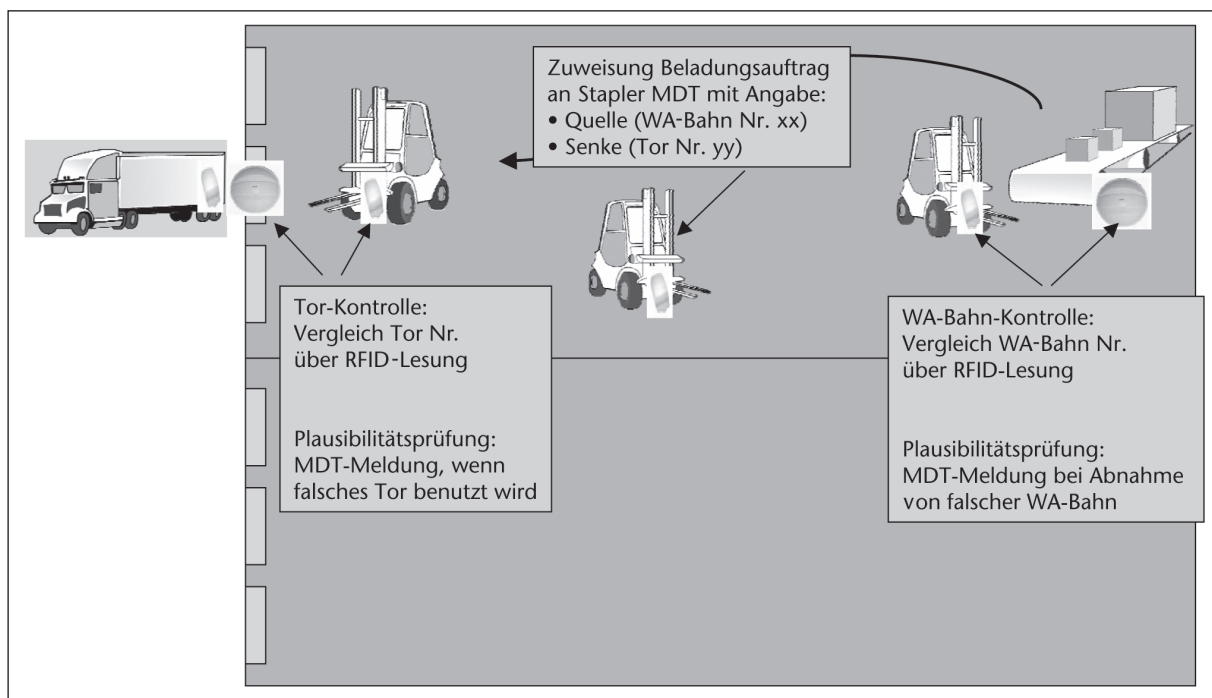 Zuweisung Beladungsauftrag
an Stapler MDT mit Angabe:
• Quelle (WA-Bahn Nr. xx)
• Senke (Tor Nr. yy)
Tor-Kontrolle:
Vergleich Tor Nr.
über RFID-Lesung
Plausibilitätsprüfung:
MDT-Meldung, wenn
falsches Tor benutzt wird
WA-Bahn-Kontrolle:
Vergleich WA-Bahn Nr.
über RFID-Lesung
Plausibilitätsprüfung:
MDT-Meldung bei Abnahme
von falscher WA-Bahn